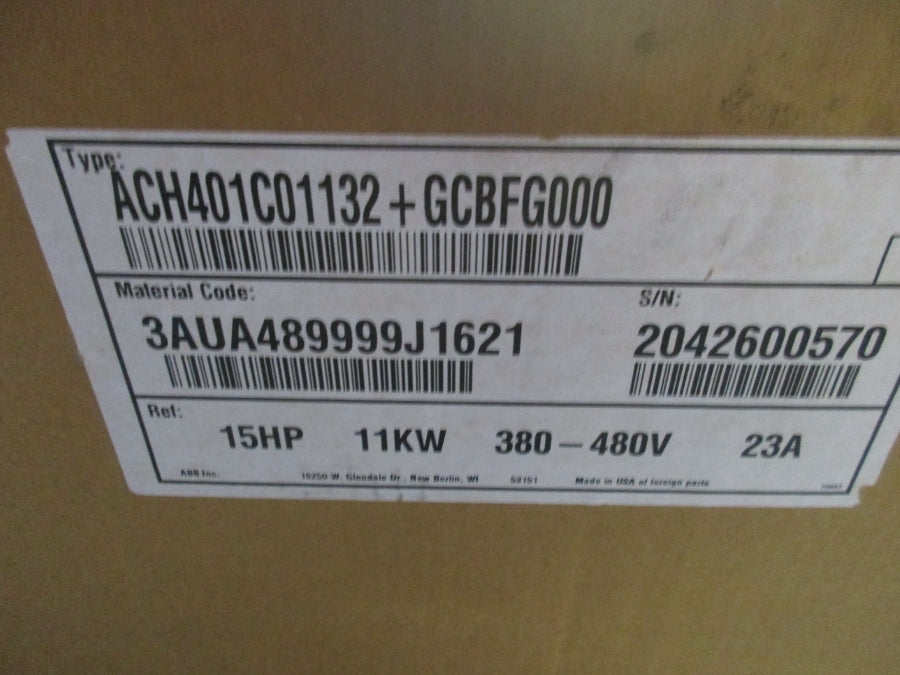 Type:
ACH401C01132+GCBFG000
Material Code:
S/N:
3AUA489999J1621
2042600570
Ref:
15HP 11KW 380-480V 23A
ABB Inc. 16250 W. Glendale Dr., New Berlin, WI 53151 Made in USA of foreign parts